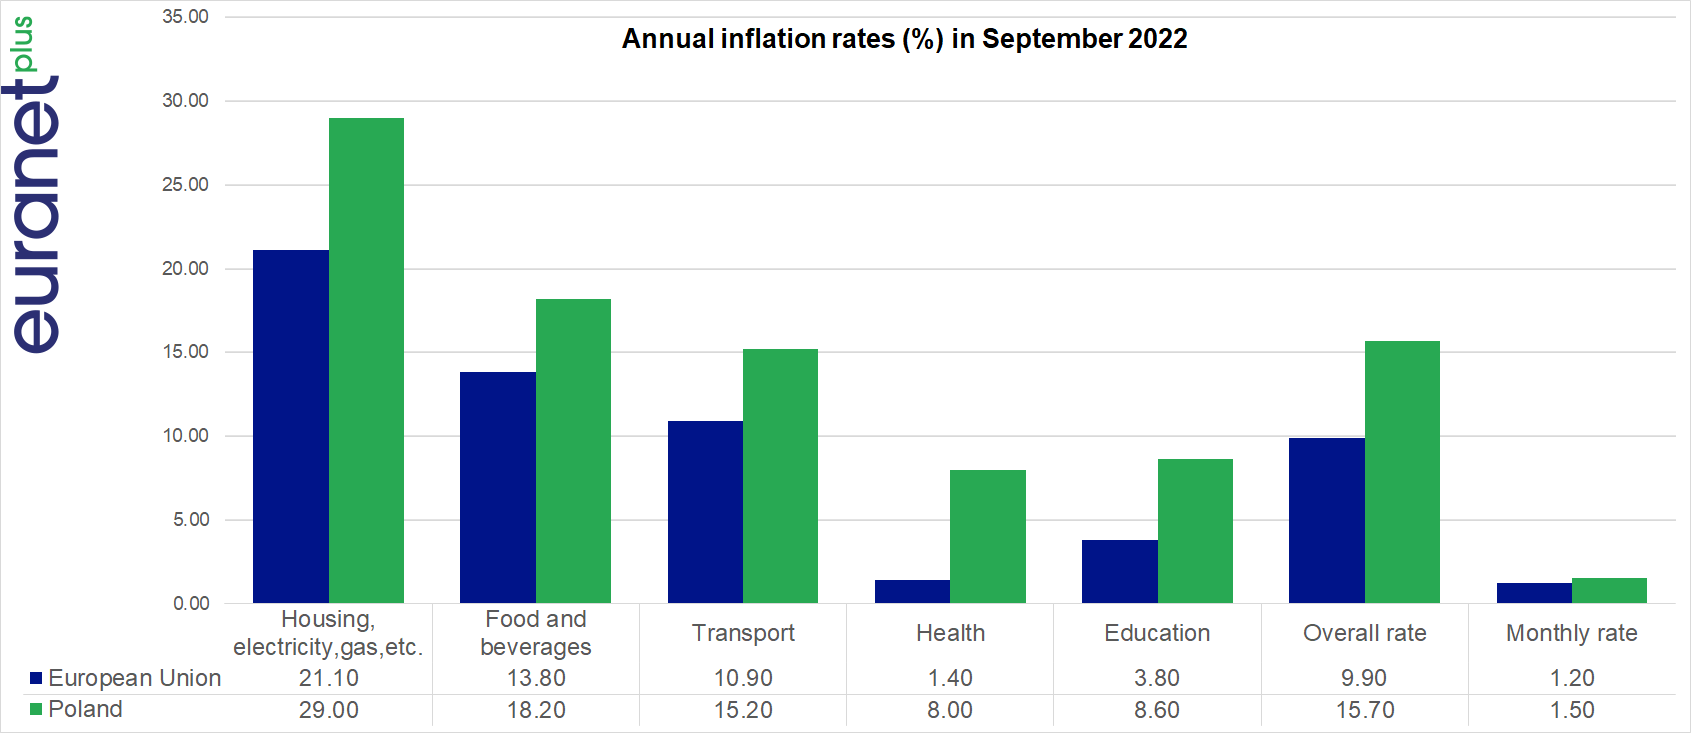 euranet plus
Annual inflation rates (%) in September 2022
35.00
30.00
25.00
20.00
15.00
10.00
5.00
0.00
Housing, electricity,gas,etc.
Food and beverages
Transport
Health
Education
Overall rate
Monthly rate
European Union 21.10 13.80 10.90 1.40 3.80 9.90 1.20
Poland 29.00 18.20 15.20 8.00 8.60 15.70 1.50